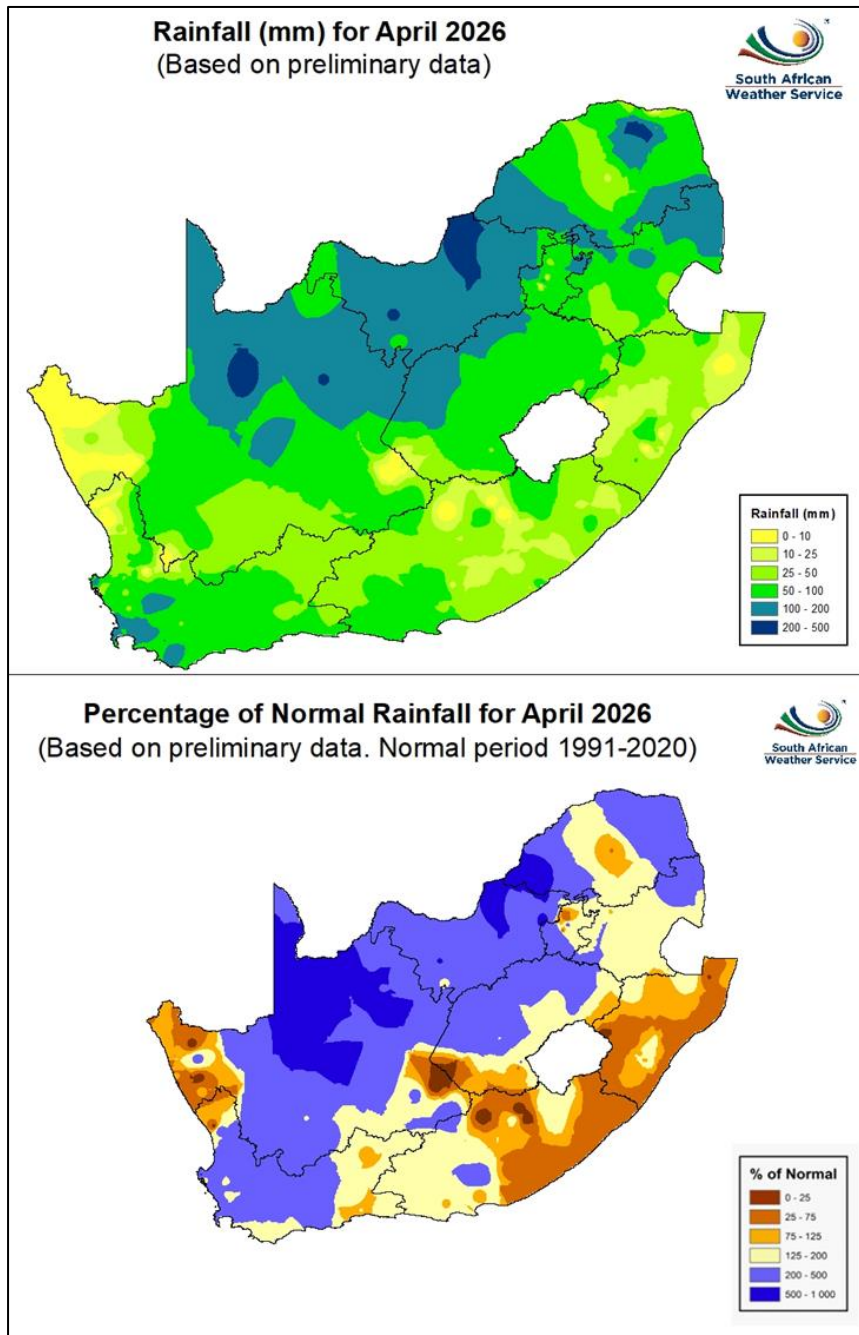 Rainfall (mm) for April 2026
(Based on preliminary data)
South African
Weather Service
Rainfall (mm)
0 - 10
10 - 25
25 - 50
50 - 100
100 - 200
200 - 500
Percentage of Normal Rainfall for April 2026
(Based on preliminary data. Normal period 1991-2020)
South African
Weather Service
% of Normal
0 - 25
25 - 75
75 - 125
125 - 200
200 - 500
500 - 1 000